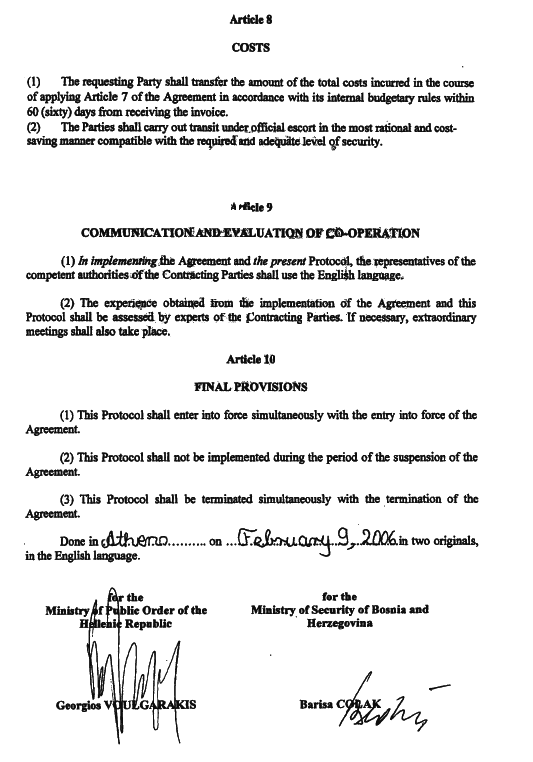 Article 8
COSTS
(1) The requesting Party shall transfer the amount of the total costs incurred in the course
of applying Article 7 of the Agreement in accordance with its internal budgetary rules within
60 (sixty) days from receiving the invoice.
(2) The Parties shall carry out transit under official escort in the most rational and cost-
saving manner compatible with the required and adequate level of security.
Article 9
COMMUNICATION AND EVALUATION OF CO-OPERATION
(1) In implementing the Agreement and the present Protocol, the representatives of the
competent authorities of the Contracting Parties shall use the English language.
(2) The experience obtained from the implementation of the Agreement and this
Protocol shall be assessed by experts of the Contracting Parties. If necessary, extraordinary
meetings shall also take place.
Article 10
FINAL PROVISIONS
(1) This Protocol shall enter into force simultaneously with the entry into force of the
Agreement.
(2) This Protocol shall not be implemented during the period of the suspension of the
Agreement.
(3) This Protocol shall be terminated simultaneously with the termination of the
Agreement.
Done in Athens.......... on ...February 9, 2006 in two originals,
in the English language.
for the
Ministry of Public Order of the
Hellenic Republic
Georgios VOULGARAKIS
for the
Ministry of Security of Bosnia and
Herzegovina
Barisa COLAK